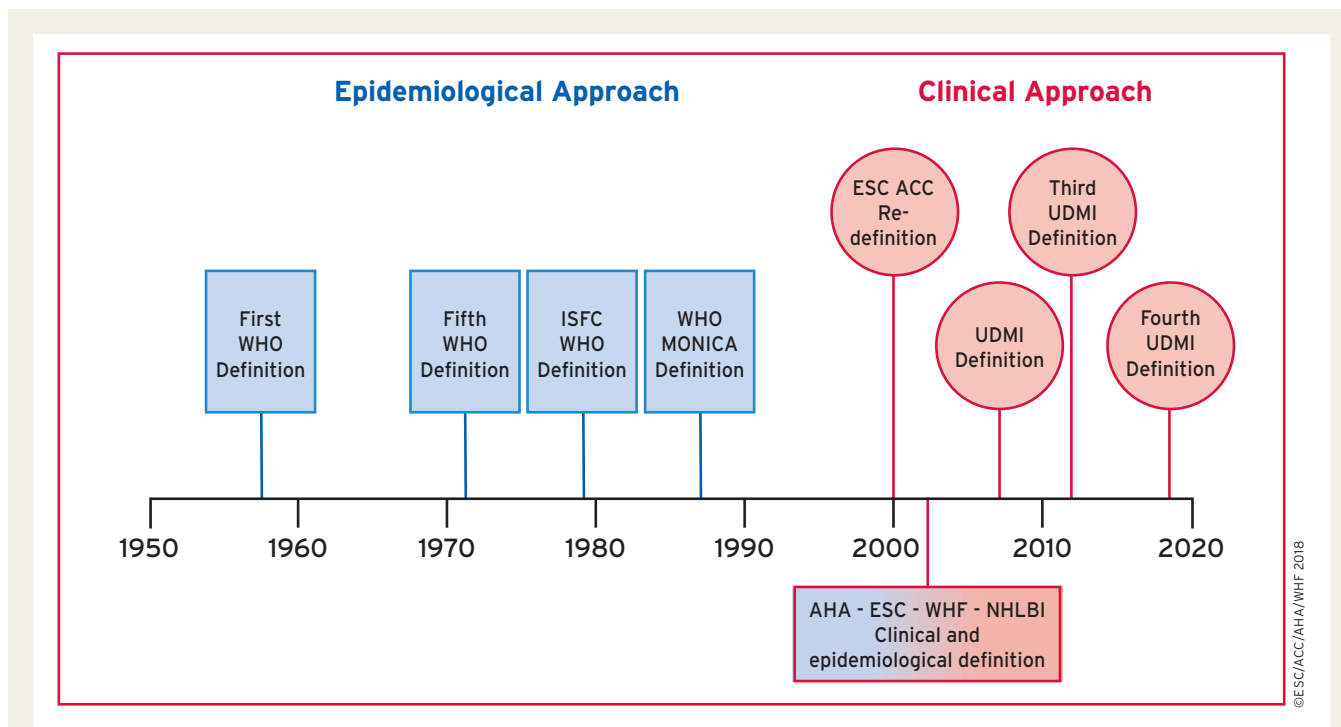 Epidemiological Approach
Clinical Approach
ESC ACC
Re-
definition
Third
UDMI
Definition
First
WHO
Definition
Fifth
WHO
Definition
ISFC
WHO
Definition
WHO
MONICA
Definition
UDMI
Definition
Fourth
UDMI
Definition
1950
1960
1970
1980
1990
2000
2010
2020
AHA - ESC - WHF - NHLBI
Clinical and
epidemiological definition
©ESC/ACC/AHA/WHF 2018